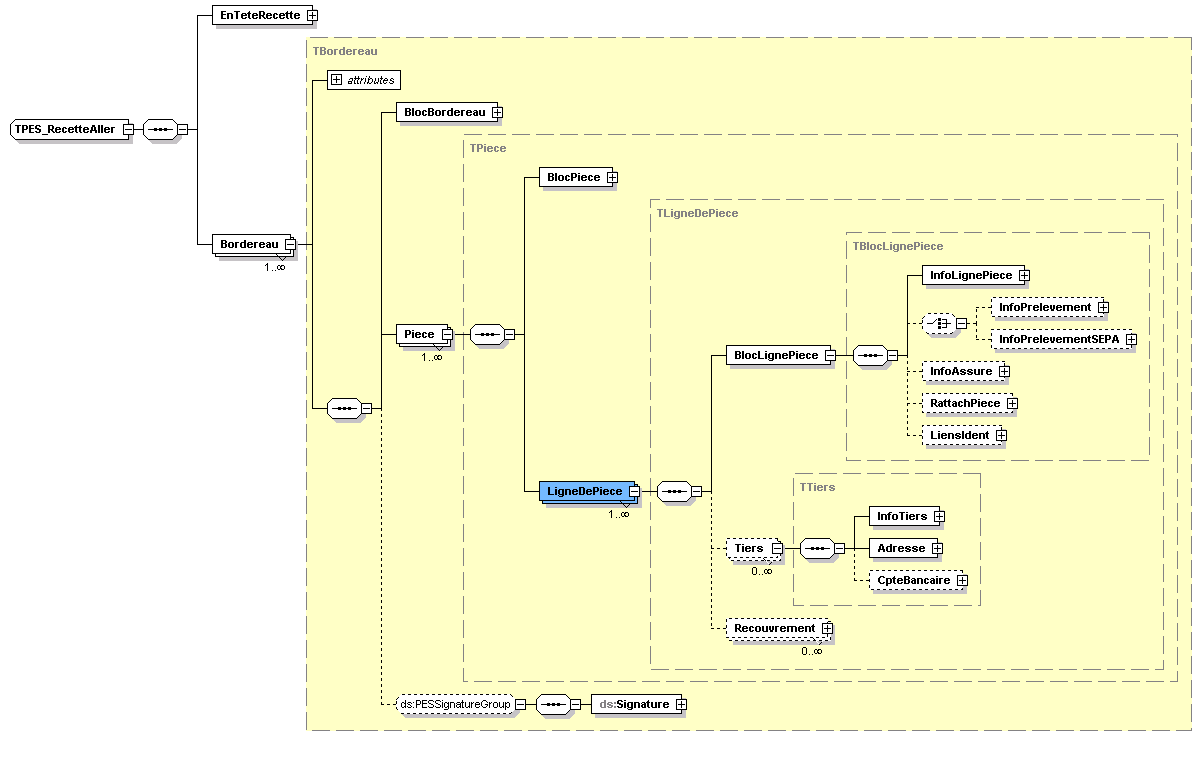 EnTeteRecette
TBordereau
attributes
BlocBordereau
TPES_RecetteAller
TPiece
BlocPiece
TLigneDePiece
TBlocLignePiece
Bordereau
1..∞
InfoLignePiece
InfoPrelevement
Piece
1..∞
InfoPrelevementSEPA
BlocLignePiece
InfoAssure
RattachPiece
LiensIdent
LigneDePiece
1..∞
TTiers
InfoTiers
Tiers
0..∞
Adresse
CpteBancaire
Recouvrement
0..∞
ds:PESSignatureGroup
ds:Signature